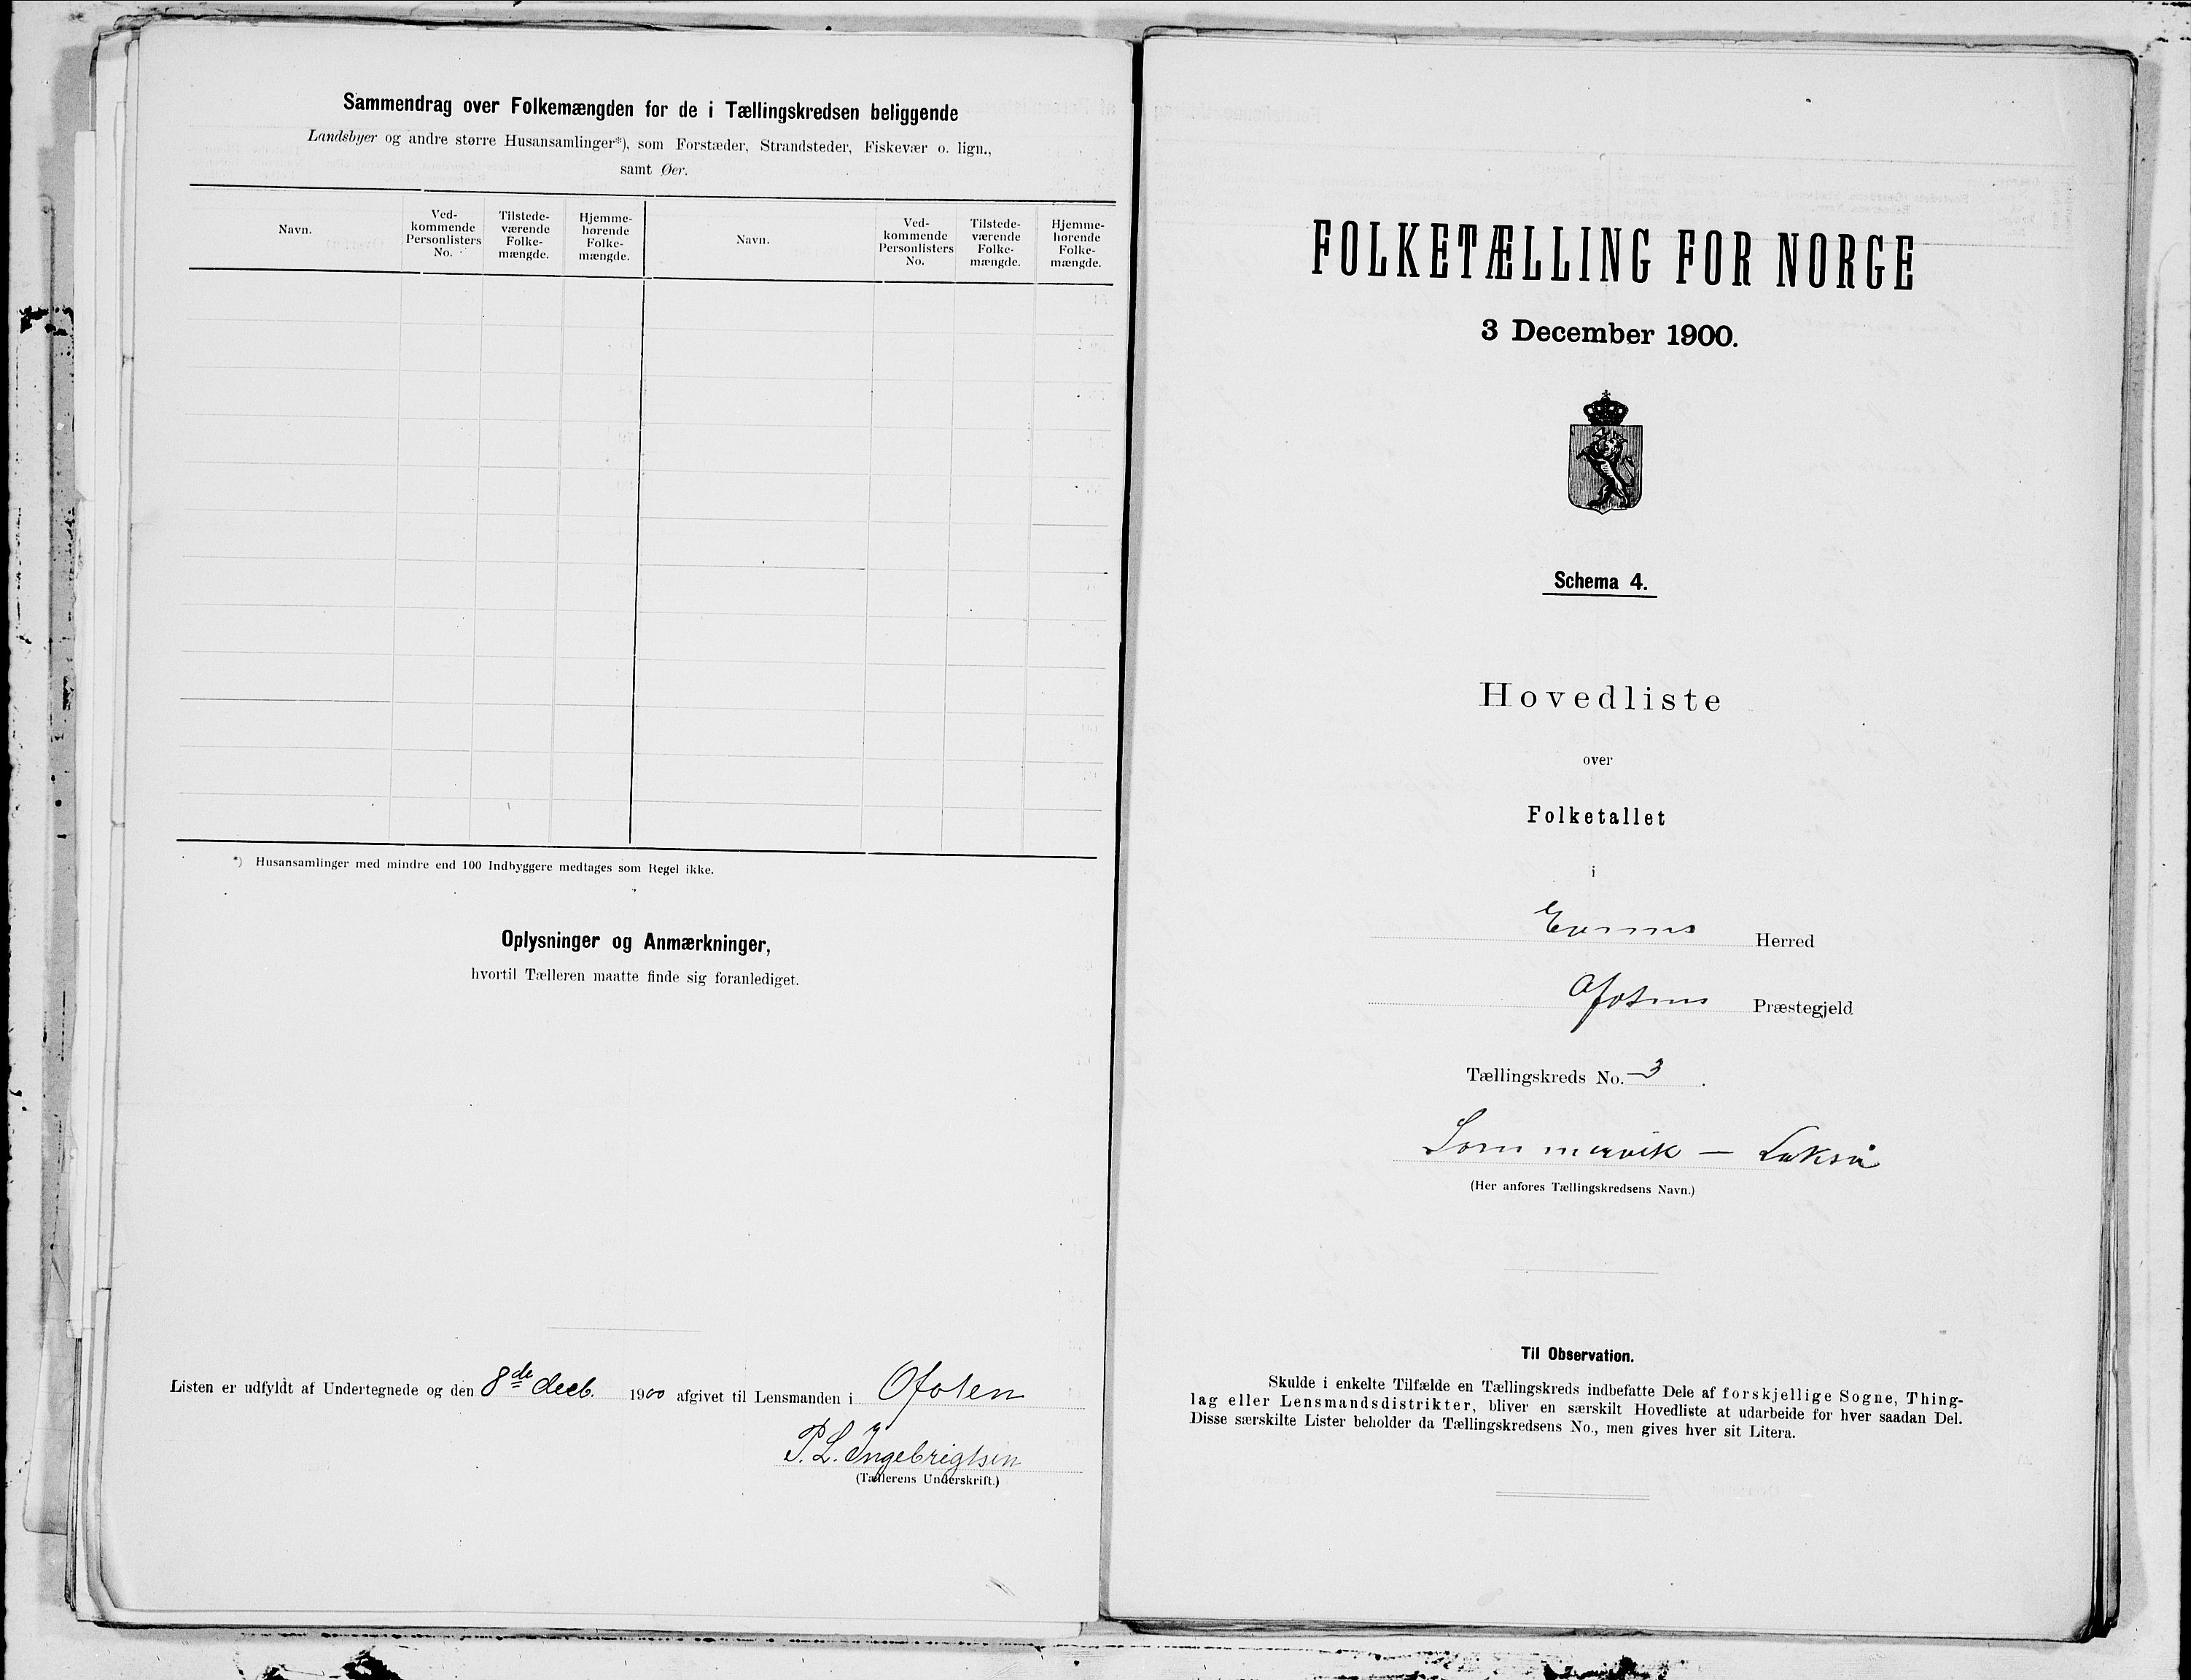 Sammendrag over Folkemængden for de i Tællingskredsen beliggende
Landsbyer og andre større Husansamlinger*), som Forstæder, Strandsteder, Fiskevær o. lign.,
samt Øer.
Navn.
Ved-
kommende
Personlisters
No.
Tilstede-
værende
Folke-
mængde.
Hjemme-
hørende
Folke-
mængde.
Navn.
Ved-
kommende
Personlisters
No.
Tilstede-
værende
Folke-
mængde.
Hjemme-
hørende
Folke-
mængde.
*) Husansamlinger med mindre end 100 Indbyggere medtages som Regel ikke.
Oplysninger og Anmærkninger,
hvortil Tælleren maatte finde sig foranlediget.
Listen er udfyldt af Undertegnede og den 8de decb. 1900 afgivet til Lensmanden i Ofoten
P. L. Ingebrigtsen
(Tællerens Underskrift.)
FOLKETÆLLING FOR NORGE
3 December 1900.
Schema 4.
Hovedliste
over
Folketallet
i
Evenes Herred
Ofotens Præstegjeld
Tællingskreds No. 3.
Sommervik — Lakså
(Her anføres Tællingskredsens Navn.)
Til Observation.
Skulde i enkelte Tilfælde en Tællingskreds indbefatte Dele af forskjellige Sogne, Thing-
lag eller Lensmandsdistrikter, bliver en særskilt Hovedliste at udarbeide for hver saadan Del.
Disse særskilte Lister beholder da Tællingskredsens No., men gives hver sit Litera.